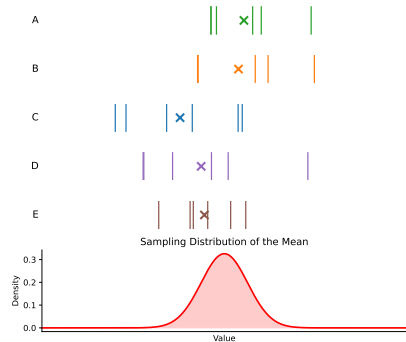 A
B
C
D
E
Sampling Distribution of the Mean
0.3
0.2
0.1
0.0
Density
Value